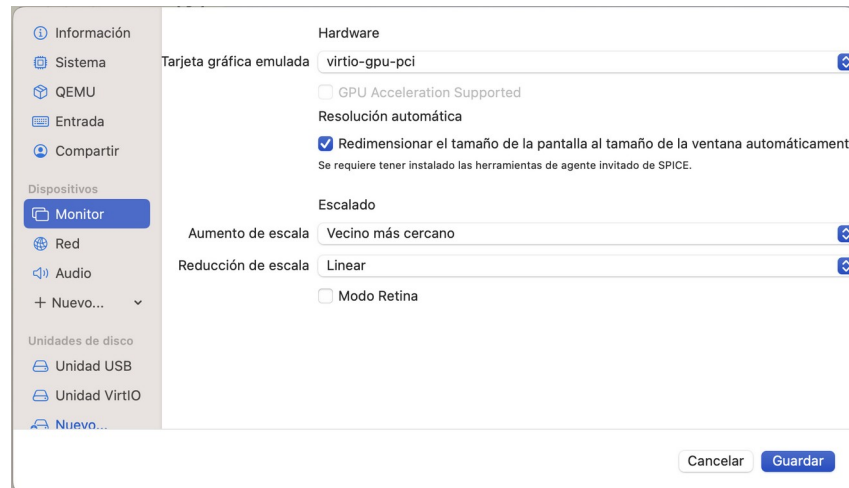 Información
Sistema
QEMU
Entrada
Compartir
Dispositivos
Monitor
Red
Audio
+ Nuevo...
Unidades de disco
Unidad USB
Unidad VirtIO
Nuevo...
Hardware
Tarjeta gráfica emulada virtio-gpu-pci
GPU Acceleration Supported
Resolución automática
Redimensionar el tamaño de la pantalla al tamaño de la ventana automáticament
Se requiere tener instalado las herramientas de agente invitado de SPICE.
Escalado
Aumento de escala Vecino más cercano
Reducción de escala Linear
Modo Retina
Cancelar Guardar